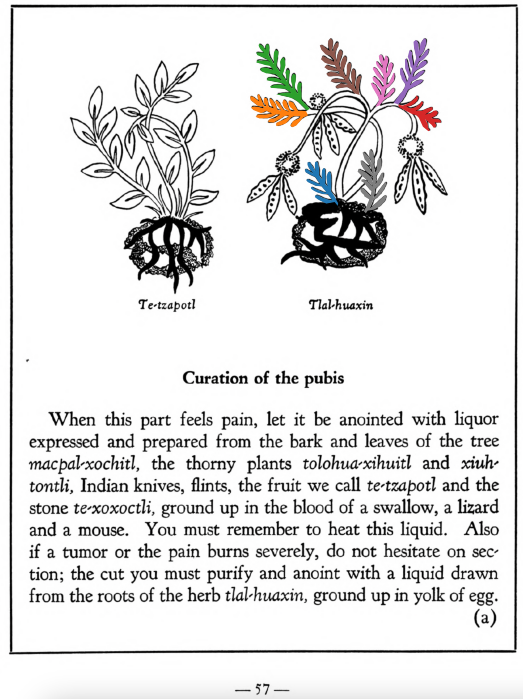 Te-tzapotl
Tlal-huaxin
Curation of the pubis
When this part feels pain, let it be anointed with liquor
expressed and prepared from the bark and leaves of the tree
macpal-xochitl, the thorny plants tolohua-xihuitl and xiuh-
tontli, Indian knives, flints, the fruit we call te-tzapotl and the
stone te-xoxoctli, ground up in the blood of a swallow, a lizard
and a mouse. You must remember to heat this liquid. Also
if a tumor or the pain burns severely, do not hesitate on sec-
tion; the cut you must purify and anoint with a liquid drawn
from the roots of the herb tlal-huaxin, ground up in yolk of egg.
(a)
— 57 —